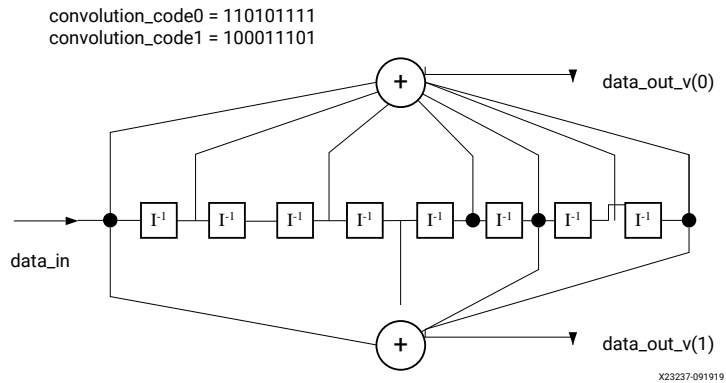 convolution_code0 = 110101111
convolution_code1 = 100011101
+
data_out_v(0)
I-1 I-1 I-1 I-1 I-1 I-1 I-1 I-1
data_in
+
data_out_v(1)
X23237-091919